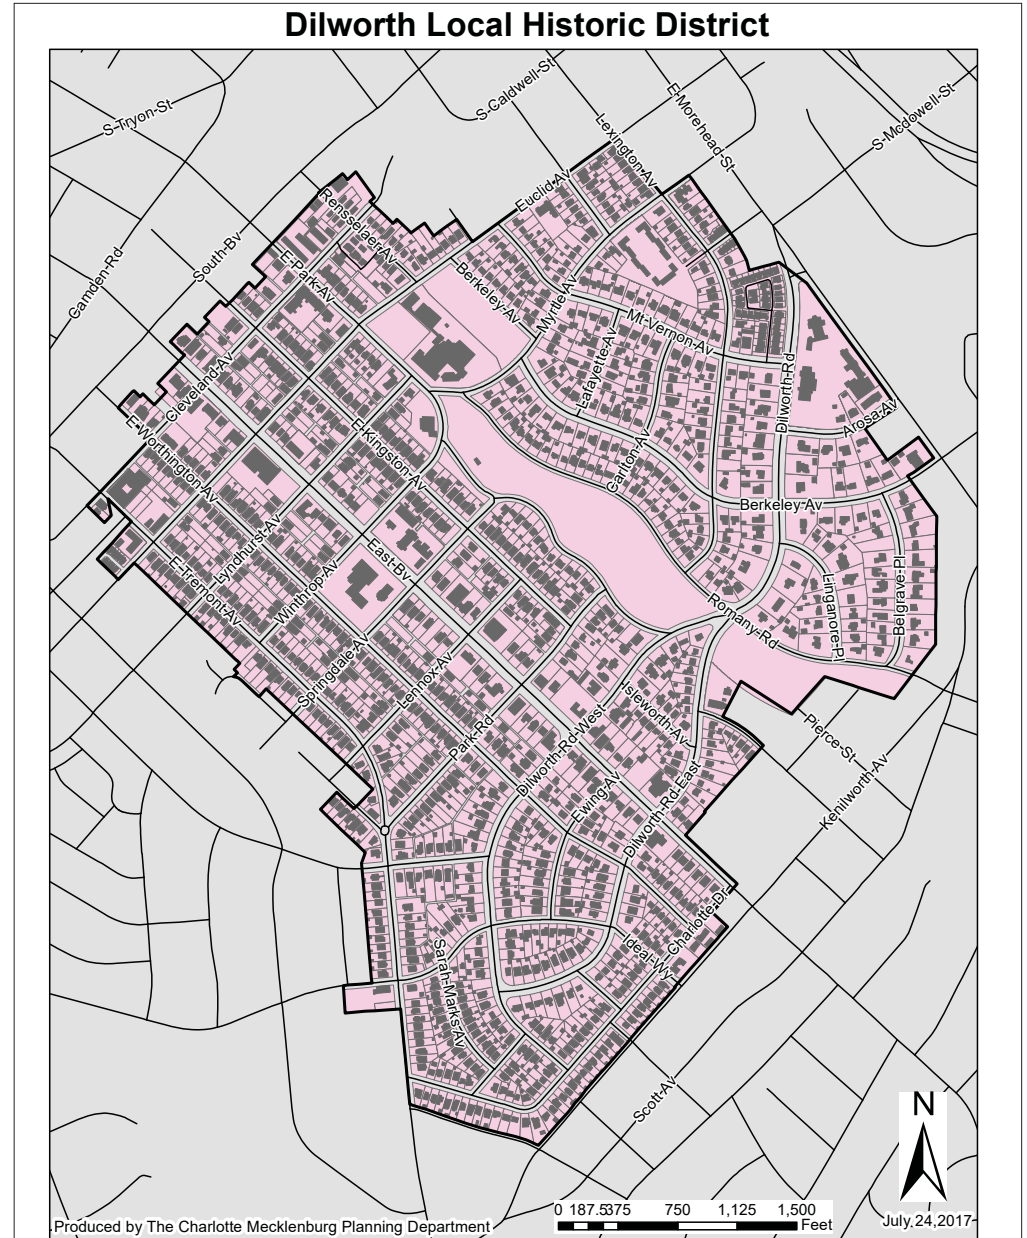 Dilworth Local Historic District
S-Tryon-St
S-Caldwell-St
E-Morehead-St
S-Mcdowell-St
Lexington-Av
Euclid-Av
Rensselaer-Av
Camden-Rd
South-Bv
E-Park-Av
Berkeley-Av
Myrtle-Av
Mt-Vernon-Av
Lafayette-Av
Dilworth-Rd
Cleveland-Av
Arosa-Av
E-Worthington-Av
E-Kingston-Av
Carlton-Av
Berkeley-Av
Lyndhurst-Av
E-Tremont-Av
Winthrop-Av
East-Bv
Romany-Rd
Linganore-Pl
Belgrave-Pl
Springdale-Av
Lennox-Av
Isleworth-Av
Park-Rd
Dilworth-Rd-West
Pierce-St
Kenilworth-Av
Ewing-Av
Dilworth-Rd-East
Charlotte-Dr
Ideal-Wy
Sarah-Marks-Av
Scott-Av
N
0 187.5 375 750 1,125 1,500
Feet
Produced by The Charlotte Mecklenburg Planning Department
July 24,2017